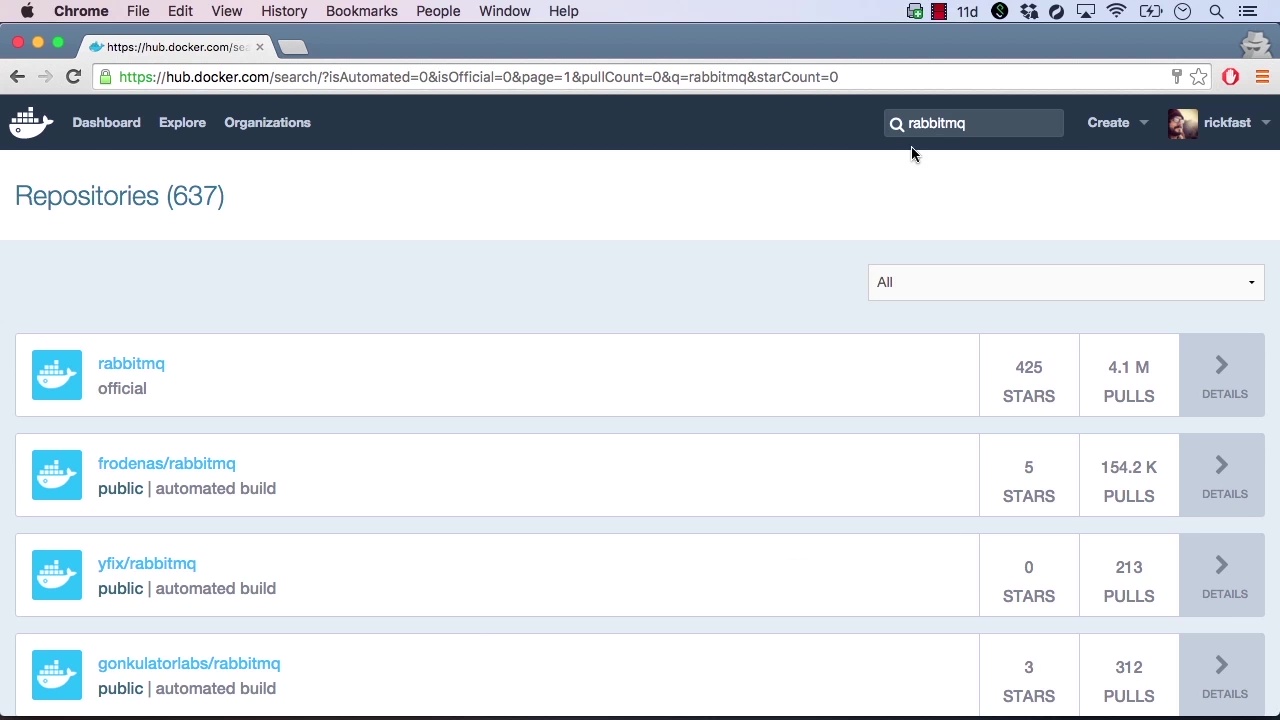 Chrome File Edit View History Bookmarks People Window Help 11d
https://hub.docker.com/sea
https://hub.docker.com/search/?isAutomated=0&isOfficial=0&page=1&pullCount=0&q=rabbitmq&starCount=0
Dashboard Explore Organizations rabbitmq Create rickfast
Repositories (637)
All
rabbitmq
official
425
STARS
4.1 M
PULLS
DETAILS
frodenas/rabbitmq
public | automated build
5
STARS
154.2 K
PULLS
DETAILS
yfix/rabbitmq
public | automated build
0
STARS
213
PULLS
DETAILS
gonkulatorlabs/rabbitmq
public | automated build
3
STARS
312
PULLS
DETAILS